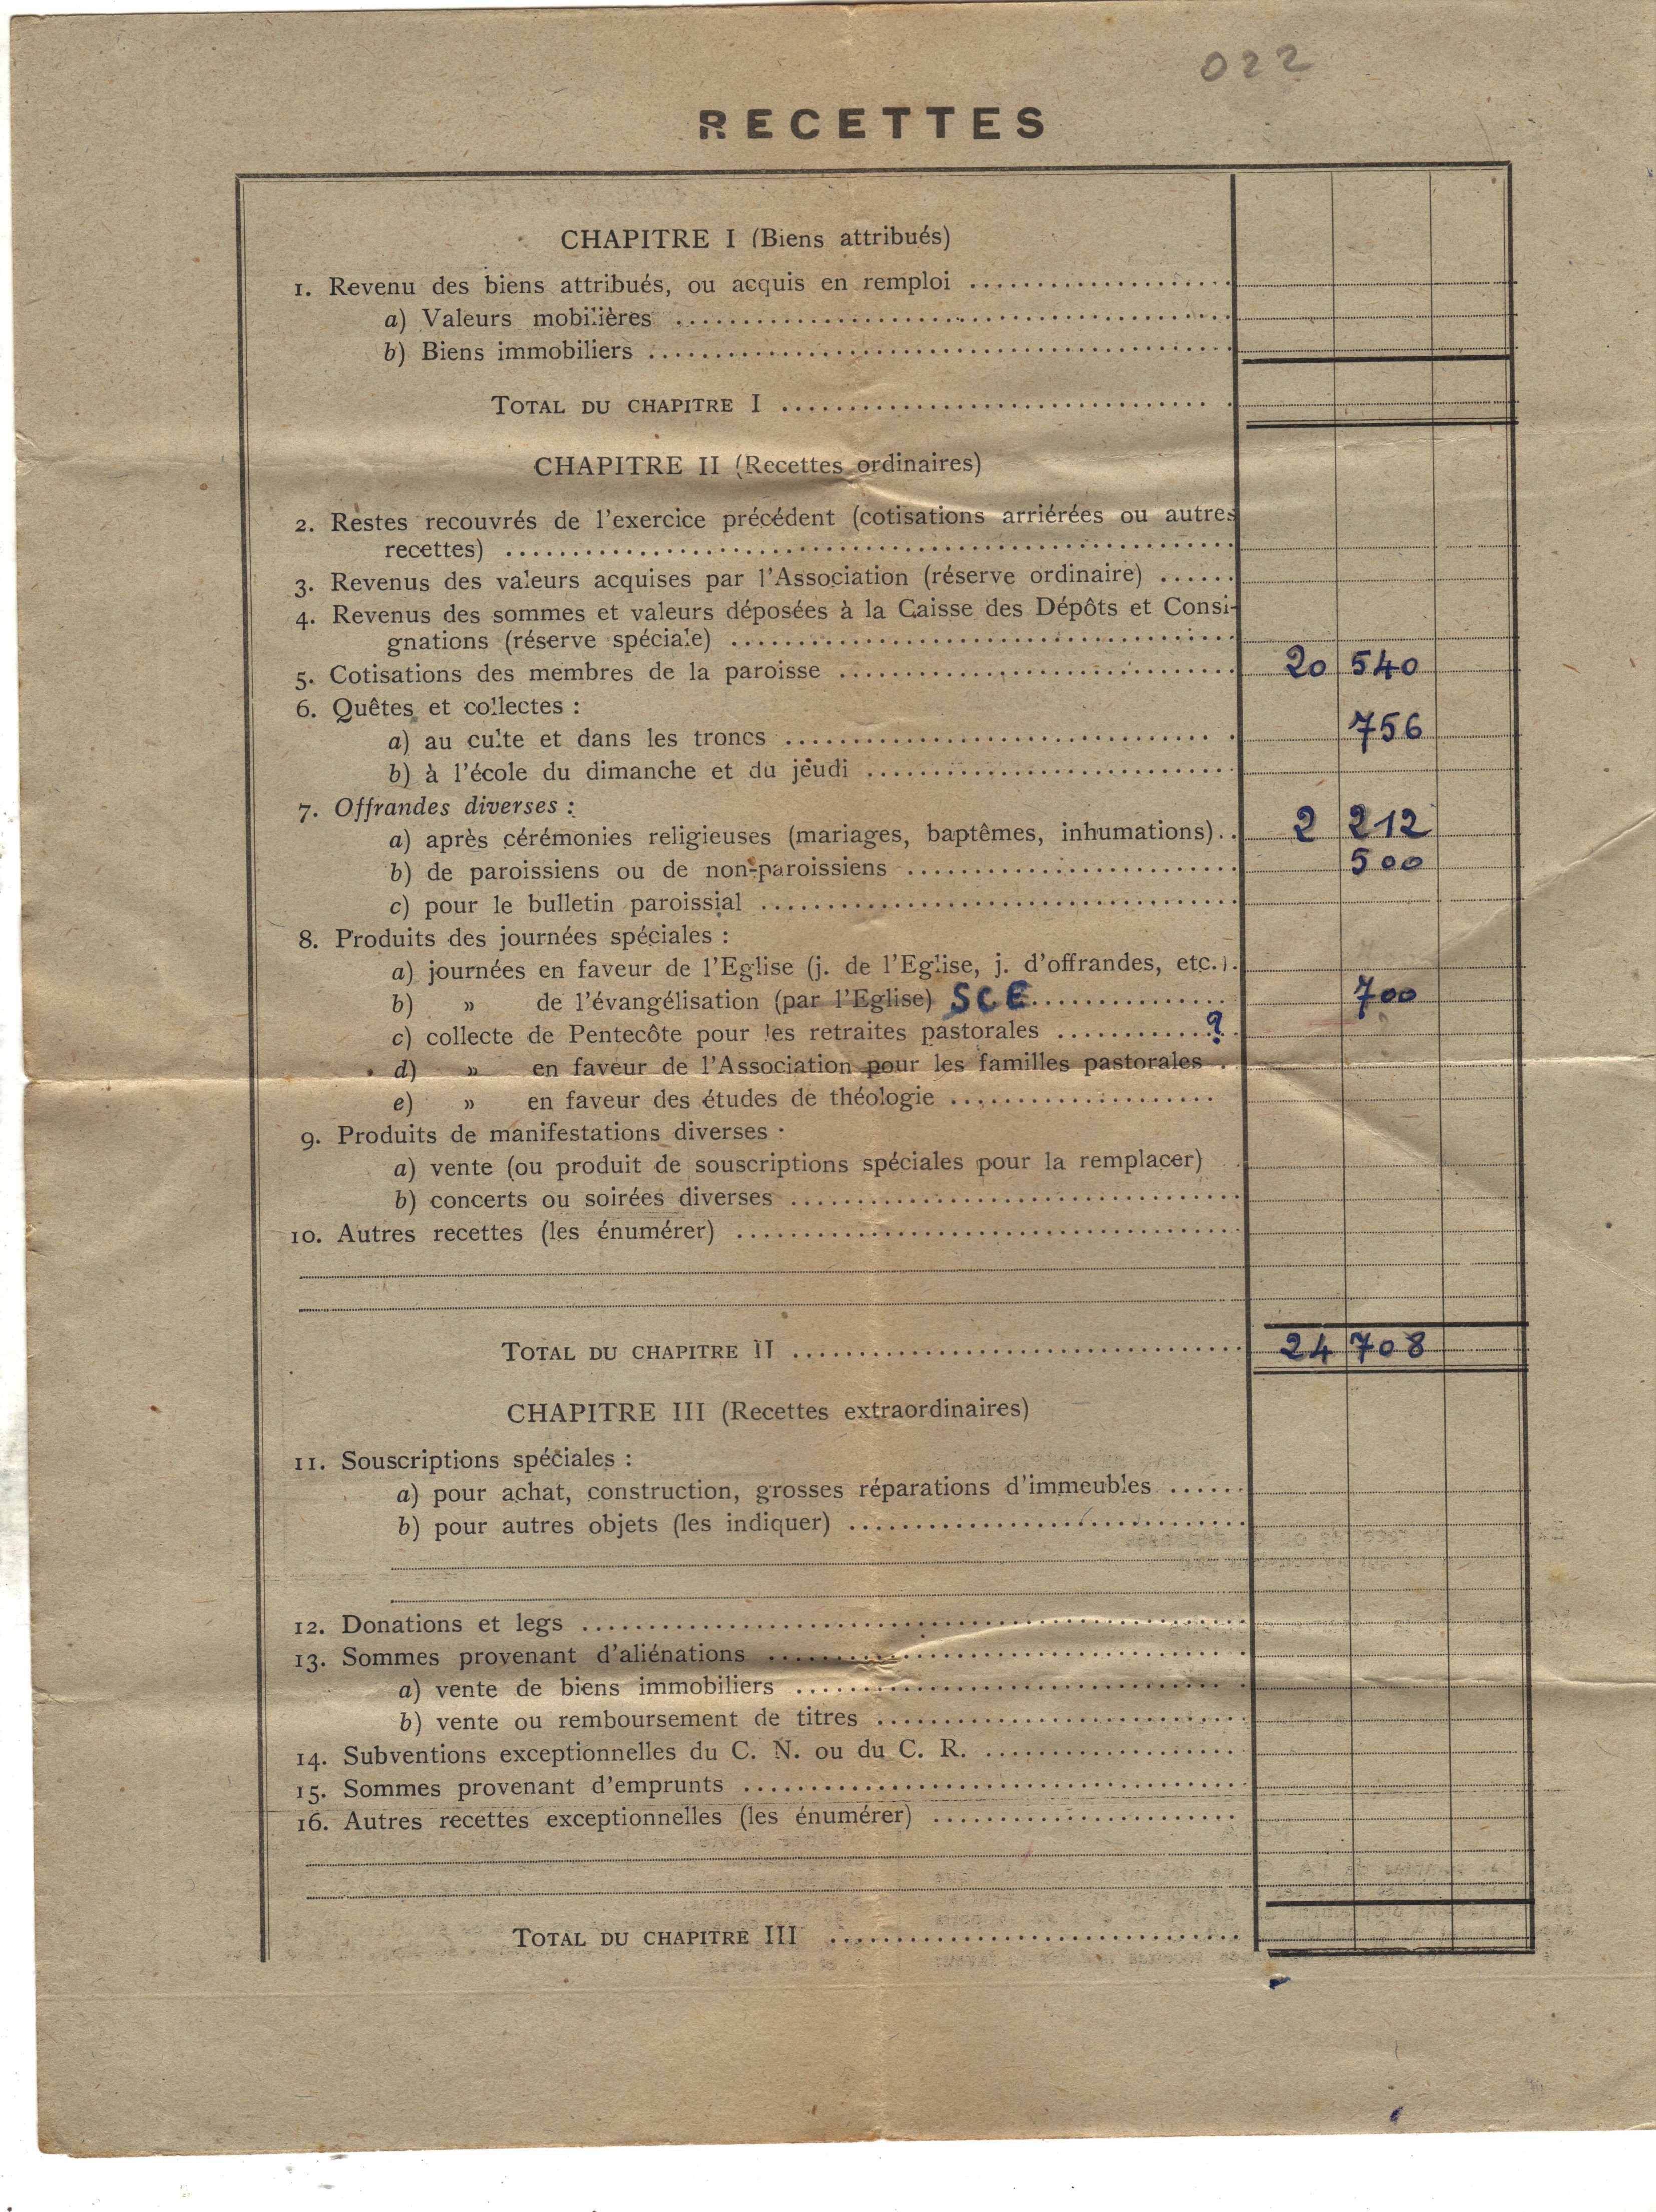 022
RECETTES
CHAPITRE I (Biens attribués)
1. Revenu des biens attribués, ou acquis en remploi
a) Valeurs mobilières
b) Biens immobiliers
TOTAL DU CHAPITRE I
CHAPITRE II (Recettes ordinaires)
2. Restes recouvrés de l'exercice précédent (cotisations arriérées ou autres
recettes)
3. Revenus des valeurs acquises par l'Association (réserve ordinaire)
4. Revenus des sommes et valeurs déposées à la Caisse des Dépôts et Consi-
gnations (réserve spéciale)
5. Cotisations des membres de la paroisse 20 540
6. Quêtes et collectes :
a) au culte et dans les troncs 756
b) à l'école du dimanche et du jeudi
7. Offrandes diverses :
a) après cérémonies religieuses (mariages, baptêmes, inhumations).. 2 212
b) de paroissiens ou de non-paroissiens 500
c) pour le bulletin paroissial
8. Produits des journées spéciales :
a) journées en faveur de l'Eglise (j. de l'Eglise, j. d'offrandes, etc.).
b) » de l'évangélisation (par l'Eglise) SCE 700
c) collecte de Pentecôte pour les retraites pastorales ?
d) » en faveur de l'Association pour les familles pastorales .
e) » en faveur des études de théologie
9. Produits de manifestations diverses :
a) vente (ou produit de souscriptions spéciales pour la remplacer)
b) concerts ou soirées diverses
10. Autres recettes (les énumérer)
TOTAL DU CHAPITRE II 24 708
CHAPITRE III (Recettes extraordinaires)
11. Souscriptions spéciales :
a) pour achat, construction, grosses réparations d'immeubles
b) pour autres objets (les indiquer)
12. Donations et legs
13. Sommes provenant d'aliénations
a) vente de biens immobiliers
b) vente ou remboursement de titres
14. Subventions exceptionnelles du C. N. ou du C. R.
15. Sommes provenant d'emprunts
16. Autres recettes exceptionnelles (les énumérer)
TOTAL DU CHAPITRE III